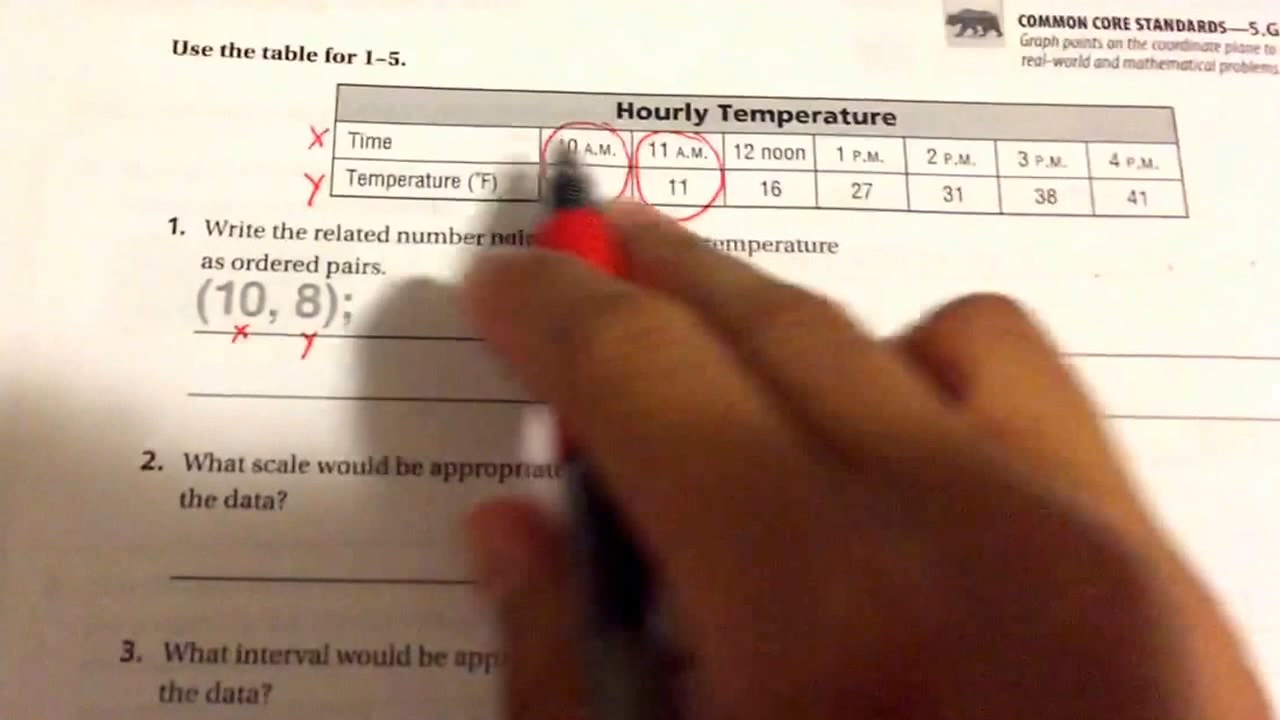 COMMON CORE STANDARDS—5.G
Graph points on the coordinate plane to
real-world and mathematical problems
Use the table for 1–5.
Hourly Temperature
X Time 10 A.M. 11 A.M. 12 noon 1 P.M. 2 P.M. 3 P.M. 4 P.M.
Y Temperature (°F) 11 16 27 31 38 41
1. Write the related number temperature
as ordered pairs.
(10, 8);
x y
2. What scale would be appropriate
the data?
3. What interval would be app
the data?